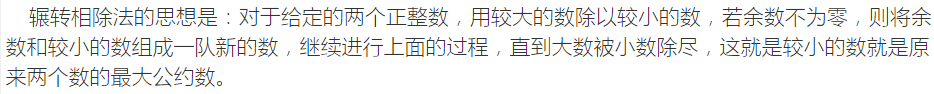 辗转相除法的思想是：对于给定的两个正整数，用较大的数除以较小的数，若余数不为零，则将余
数和较小的数组成一队新的数，继续进行上面的过程，直到大数被小数除尽，这就是较小的数就是原
来两个数的最大公约数。